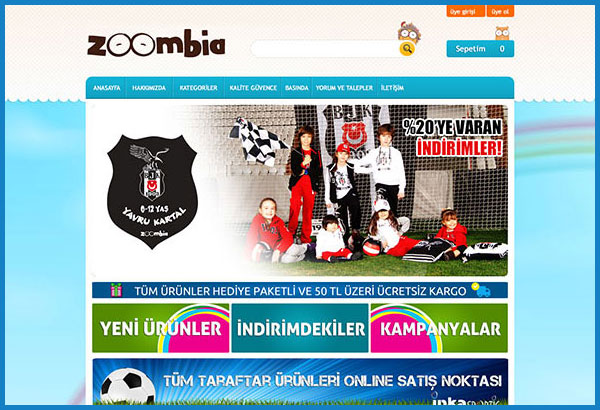 üye girişi
üye ol
zoombia
Sepetim 0
ANASAYFA HAKKIMIZDA KATEGORİLER KALİTE GÜVENCE BASINDA YORUM VE TALEPLER İLETİŞİM
BJK
%20'YE VARAN
İNDİRİMLER!
BJK
6-12 YAŞ
YAVRU KARTAL
zoombia
TÜM ÜRÜNLER HEDİYE PAKETLİ VE 50 TL ÜZERİ ÜCRETSİZ KARGO
YENİ ÜRÜNLER
İNDİRİMDEKİLER
KAMPANYALAR
TÜM TARAFTAR ÜRÜNLERİ ONLINE SATIŞ NOKTASI